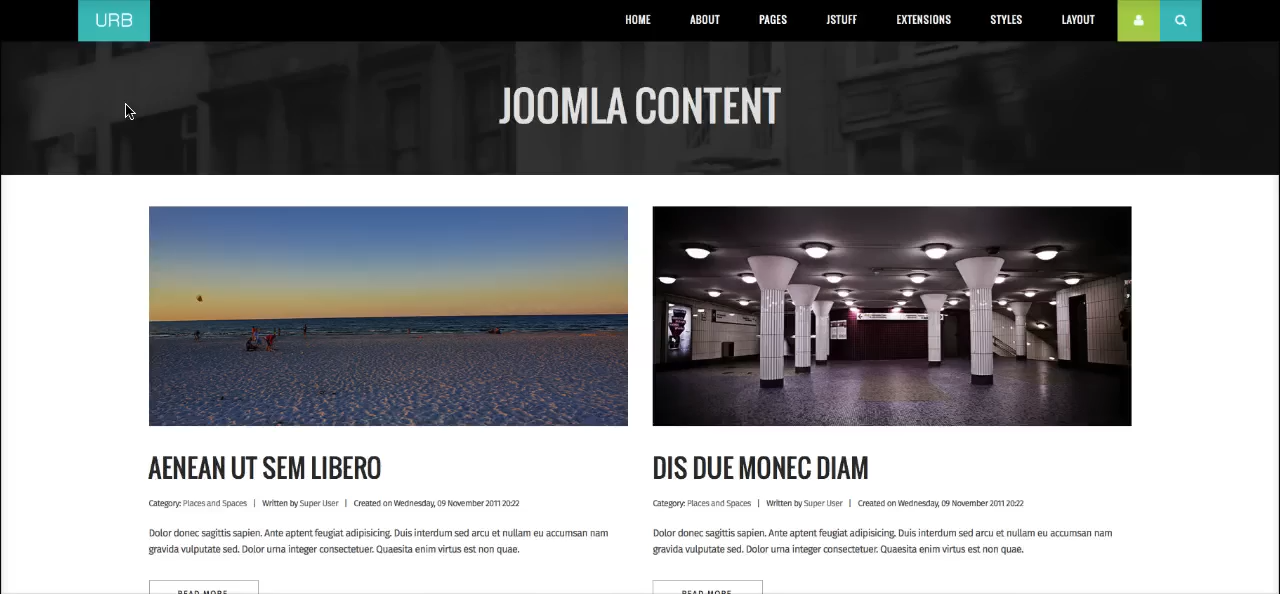 URB
HOME ABOUT PAGES JSTUFF EXTENSIONS STYLES LAYOUT
JOOMLA CONTENT
AENEAN UT SEM LIBERO
Category: Places and Spaces | Written by Super User | Created on Wednesday, 09 November 2011 20:22
Dolor donec sagittis sapien. Ante aptent feugiat adipisicing. Duis interdum sed arcu et nullam eu accumsan nam
gravida vulputate sed. Dolor urna integer consectetuer. Quaesita enim virtus est non quae.
READ MORE
DIS DUE MONEC DIAM
Category: Places and Spaces | Written by Super User | Created on Wednesday, 09 November 2011 20:22
Dolor donec sagittis sapien. Ante aptent feugiat adipisicing. Duis interdum sed arcu et nullam eu accumsan nam
gravida vulputate sed. Dolor urna integer consectetuer. Quaesita enim virtus est non quae.
READ MORE